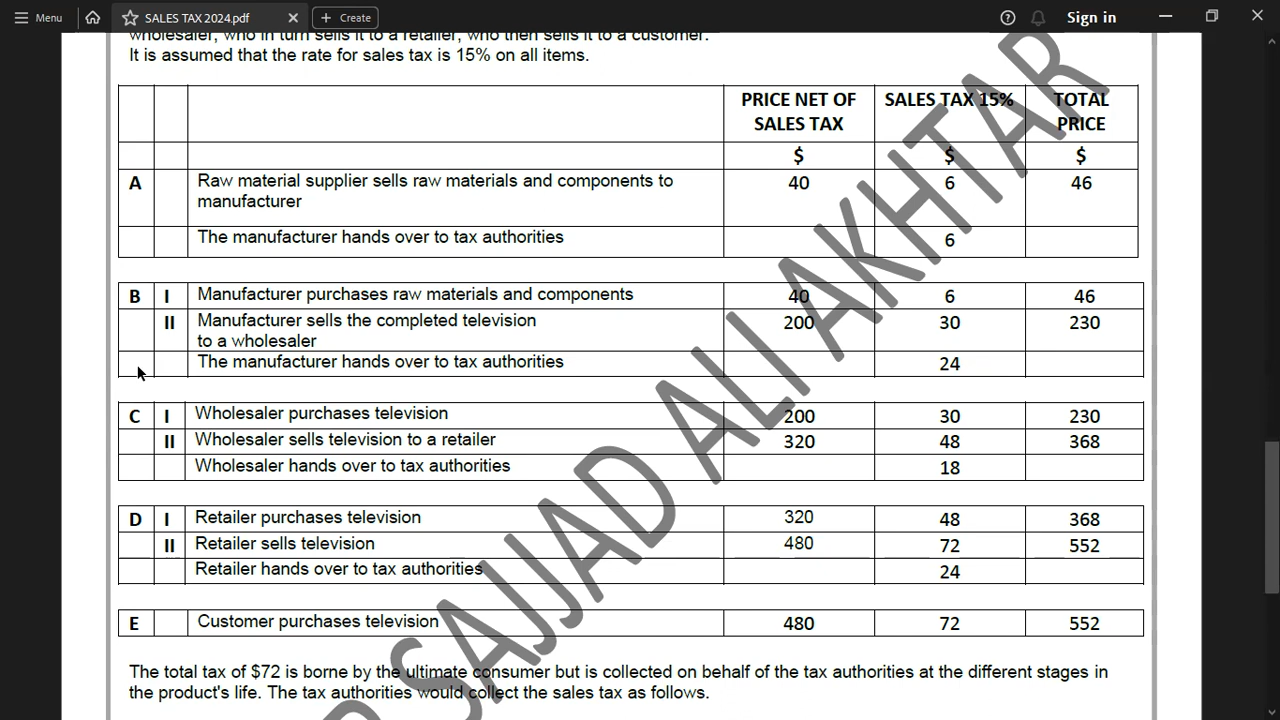 Menu SALES TAX 2024.pdf Create Sign in
wholesaler, who in turn sells it to a retailer, who then sells it to a customer.
It is assumed that the rate for sales tax is 15% on all items.
PRICE NET OF SALES TAX SALES TAX 15% TOTAL PRICE
$ $ $
A Raw material supplier sells raw materials and components to 40 6 46
manufacturer
The manufacturer hands over to tax authorities 6
B I Manufacturer purchases raw materials and components 40 6 46
II Manufacturer sells the completed television 200 30 230
to a wholesaler
The manufacturer hands over to tax authorities 24
C I Wholesaler purchases television 200 30 230
II Wholesaler sells television to a retailer 320 48 368
Wholesaler hands over to tax authorities 18
D I Retailer purchases television 320 48 368
II Retailer sells television 480 72 552
Retailer hands over to tax authorities 24
E Customer purchases television 480 72 552
The total tax of $72 is borne by the ultimate consumer but is collected on behalf of the tax authorities at the different stages in
the product's life. The tax authorities would collect the sales tax as follows.
SAJJAD ALI AKHTAR